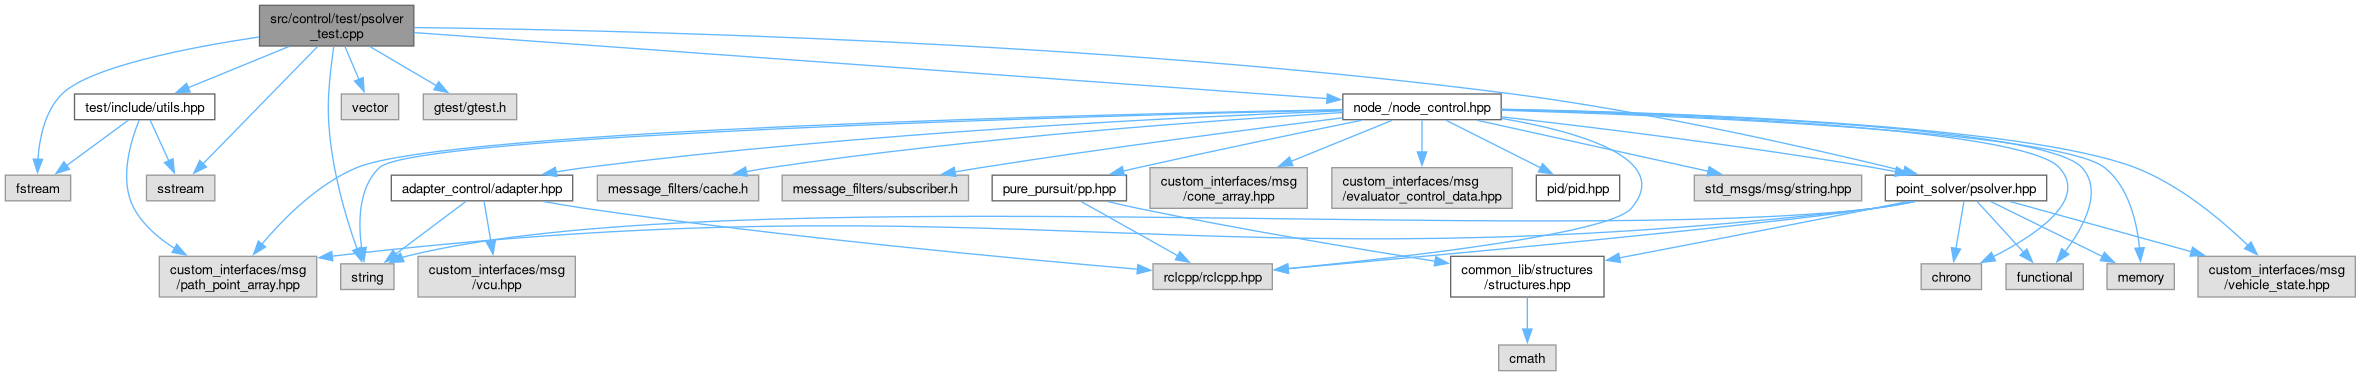 src/control/test/psolver
_test.cpp
test/include/utils.hpp
vector
gtest/gtest.h
node_/node_control.hpp
fstream
sstream
adapter_control/adapter.hpp
message_filters/cache.h
message_filters/subscriber.h
pure_pursuit/pp.hpp
custom_interfaces/msg
/cone_array.hpp
custom_interfaces/msg
/evaluator_control_data.hpp
pid/pid.hpp
std_msgs/msg/string.hpp
point_solver/psolver.hpp
custom_interfaces/msg
/path_point_array.hpp
string
custom_interfaces/msg
/vcu.hpp
rclcpp/rclcpp.hpp
common_lib/structures
/structures.hpp
chrono
functional
memory
custom_interfaces/msg
/vehicle_state.hpp
cmath